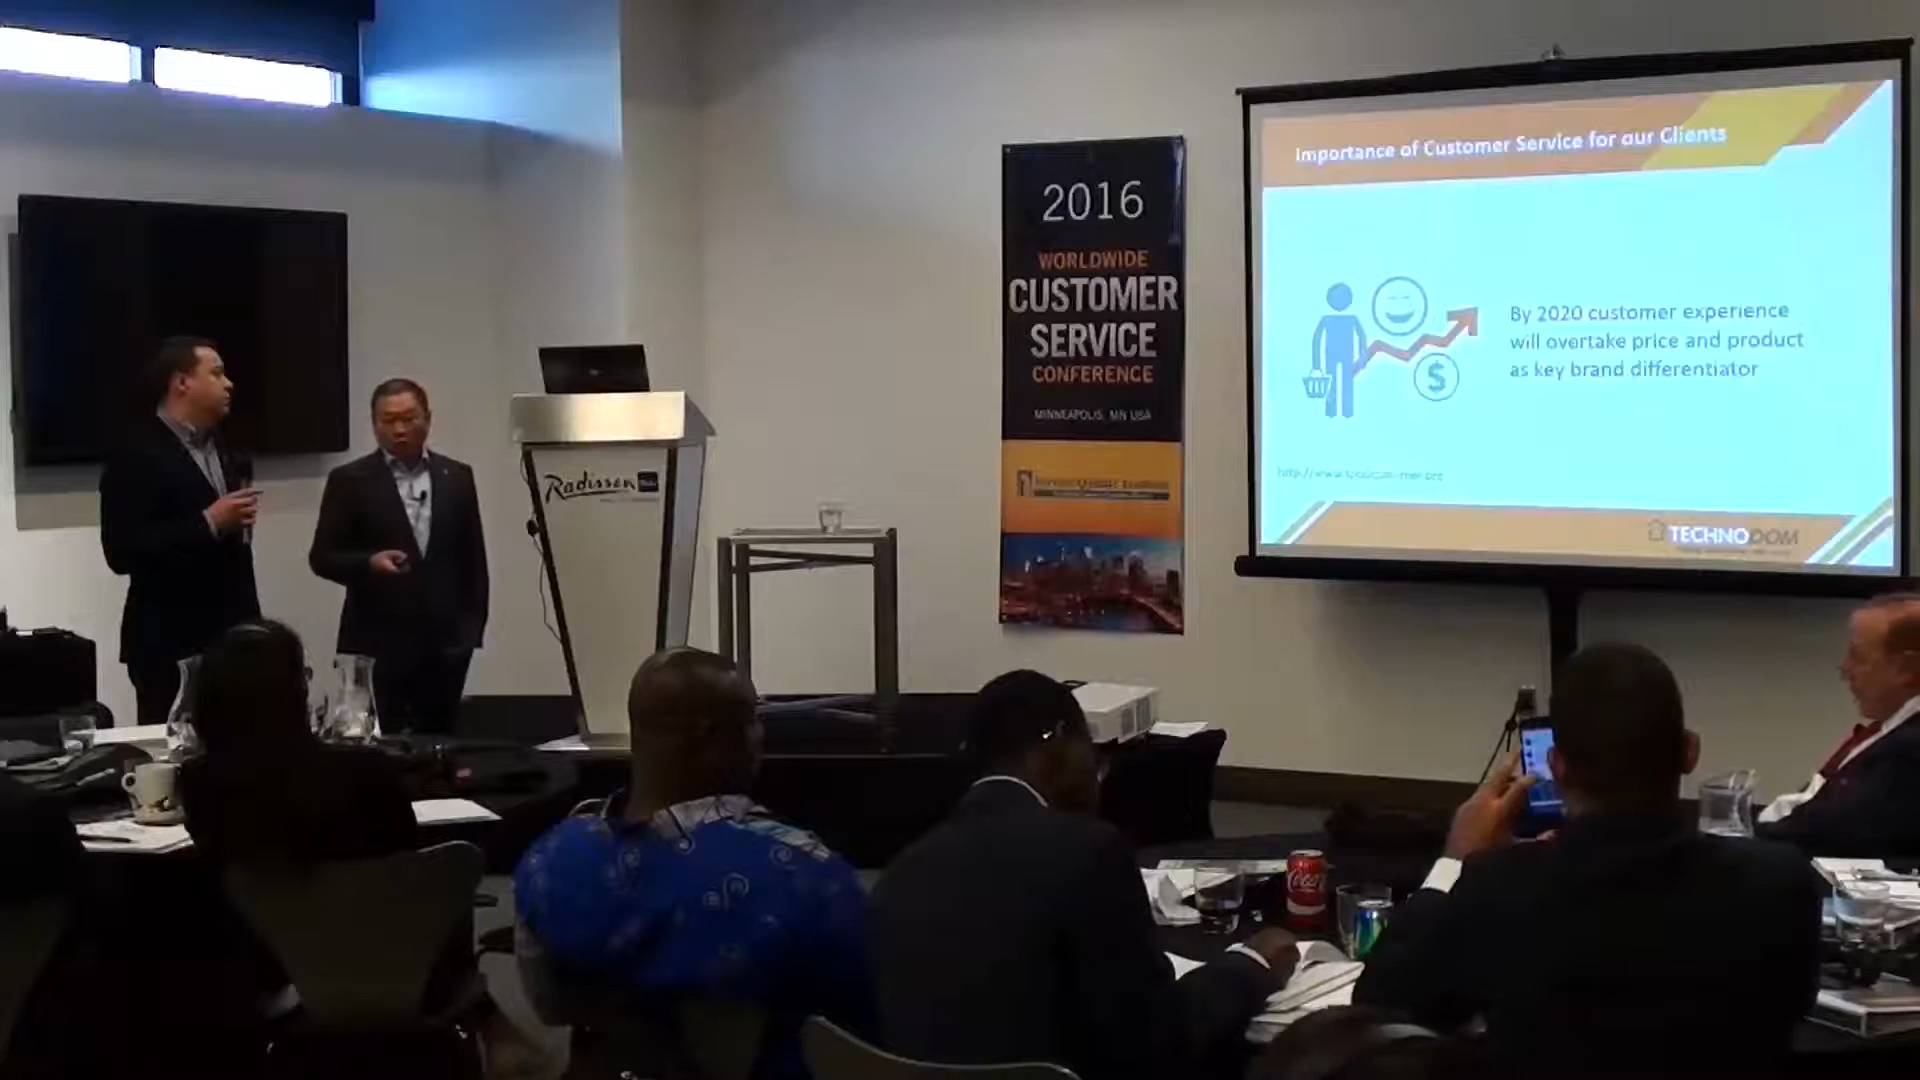 2016
WORLDWIDE
CUSTOMER
SERVICE
CONFERENCE
MINNEAPOLIS, MN USA
Radisson
Importance of Customer Service for our Clients
By 2020 customer experience
will overtake price and product
as key brand differentiator
$
TECHNODOM
Coca